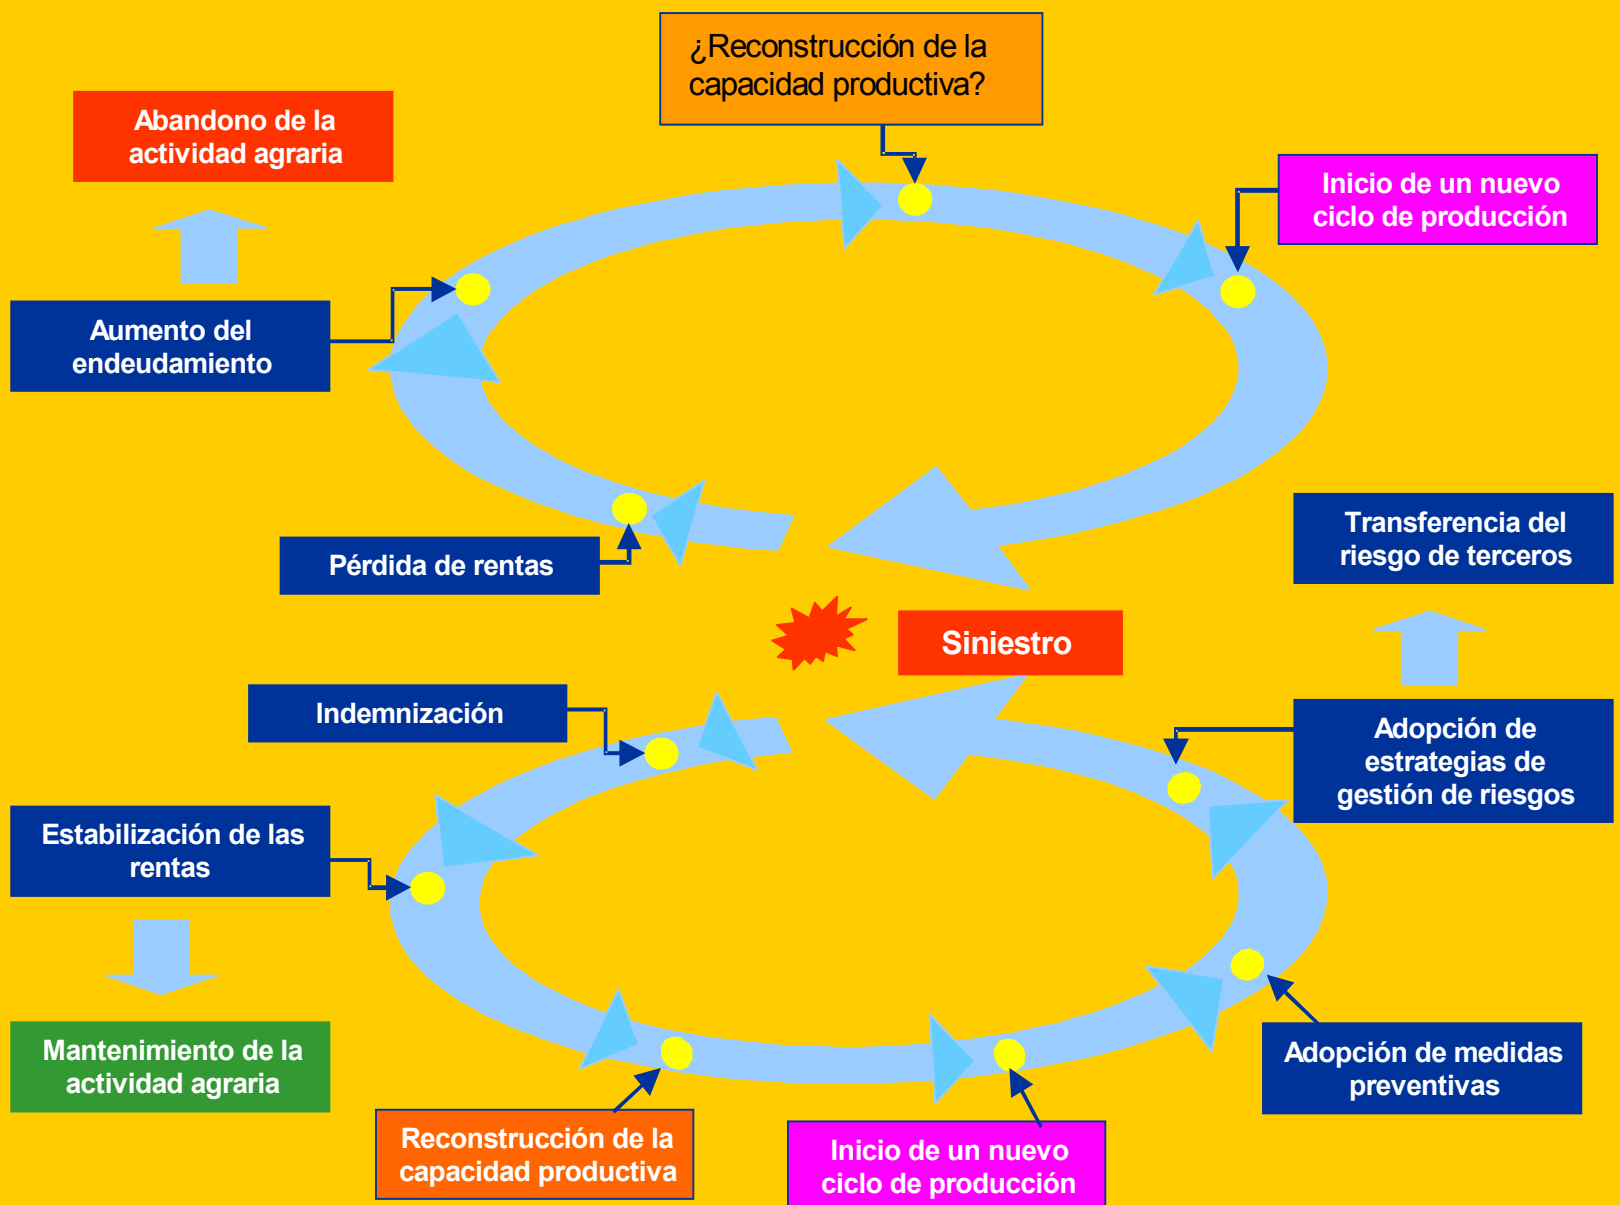 ¿Reconstrucción de la
capacidad productiva?
Abandono de la
actividad agraria
Inicio de un nuevo
ciclo de producción
Aumento del
endeudamiento
Transferencia del
riesgo de terceros
Pérdida de rentas
Siniestro
Indemnización
Adopción de
estrategias de
gestión de riesgos
Estabilización de las
rentas
Mantenimiento de la
actividad agraria
Adopción de medidas
preventivas
Reconstrucción de la
capacidad productiva
Inicio de un nuevo
ciclo de producción